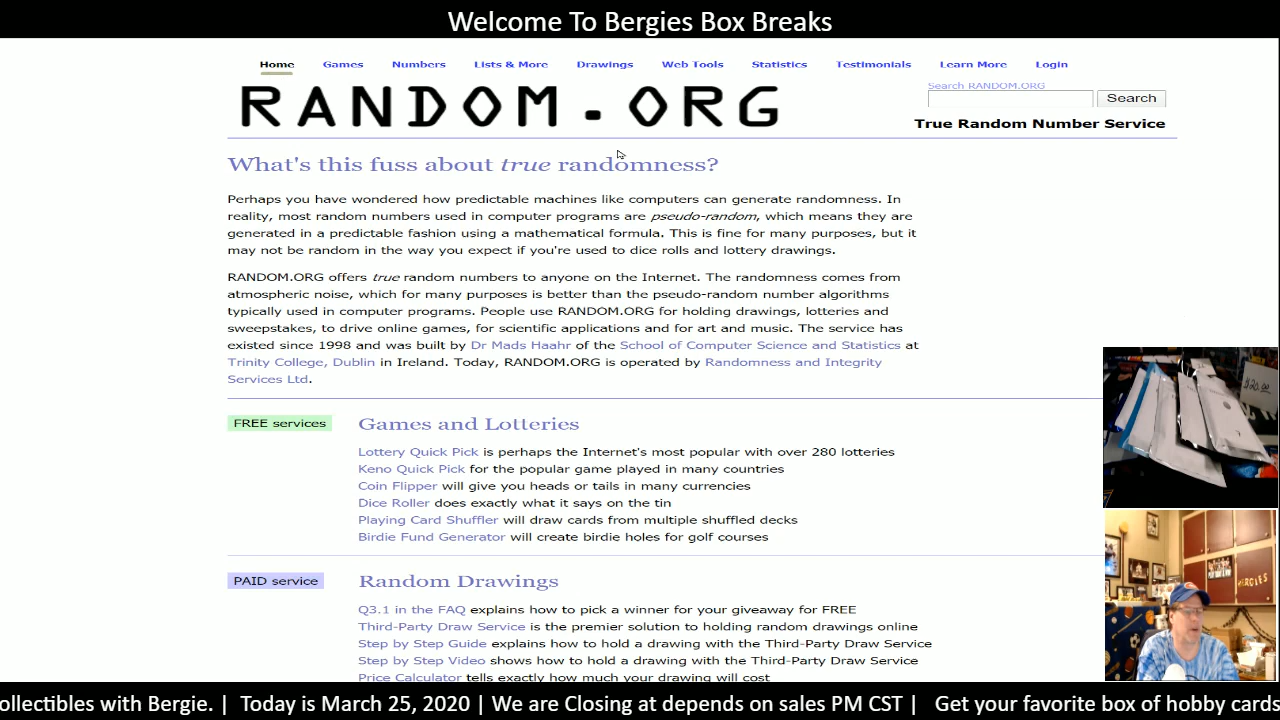 Welcome To Bergies Box Breaks
Home Games Numbers Lists & More Drawings Web Tools Statistics Testimonials Learn More Login
RANDOM.ORG
Search RANDOM.ORG
Search
True Random Number Service
What's this fuss about true randomness?
Perhaps you have wondered how predictable machines like computers can generate randomness. In
reality, most random numbers used in computer programs are pseudo-random, which means they are
generated in a predictable fashion using a mathematical formula. This is fine for many purposes, but it
may not be random in the way you expect if you're used to dice rolls and lottery drawings.
RANDOM.ORG offers true random numbers to anyone on the Internet. The randomness comes from
atmospheric noise, which for many purposes is better than the pseudo-random number algorithms
typically used in computer programs. People use RANDOM.ORG for holding drawings, lotteries and
sweepstakes, to drive online games, for scientific applications and for art and music. The service has
existed since 1998 and was built by Dr Mads Haahr of the School of Computer Science and Statistics at
Trinity College, Dublin in Ireland. Today, RANDOM.ORG is operated by Randomness and Integrity
Services Ltd.
$20.00
FREE services
Games and Lotteries
Lottery Quick Pick is perhaps the Internet's most popular with over 280 lotteries
Keno Quick Pick for the popular game played in many countries
Coin Flipper will give you heads or tails in many currencies
Dice Roller does exactly what it says on the tin
Playing Card Shuffler will draw cards from multiple shuffled decks
Birdie Fund Generator will create birdie holes for golf courses
BERGIES
PAID service
Random Drawings
Q3.1 in the FAQ explains how to pick a winner for your giveaway for FREE
Third-Party Draw Service is the premier solution to holding random drawings online
Step by Step Guide explains how to hold a drawing with the Third-Party Draw Service
Step by Step Video shows how to hold a drawing with the Third-Party Draw Service
Price Calculator tells exactly how much your drawing will cost
ollectibles with Bergie. | Today is March 25, 2020 | We are Closing at depends on sales PM CST | Get your favorite box of hobby cards